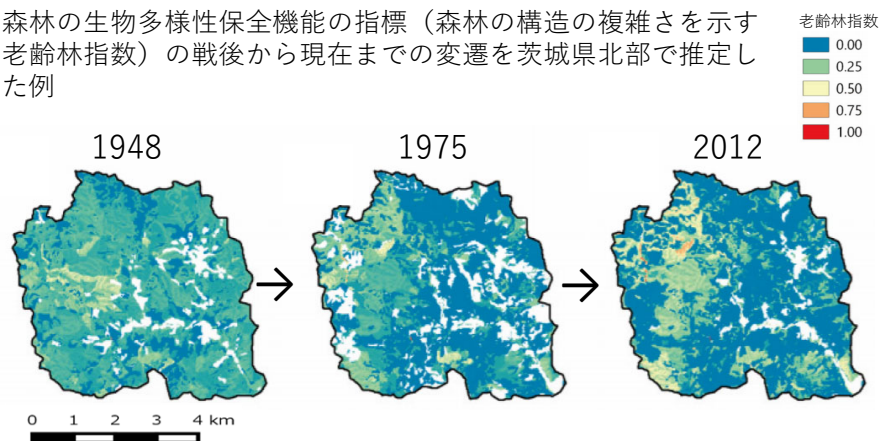 森林の生物多様性保全機能の指標（森林の構造の複雑さを示す
老齢林指数）の戦後から現在までの変遷を茨城県北部で推定し
た例
老齢林指数
0.00
0.25
0.50
0.75
1.00
1948
1975
2012
→
→
0 1 2 3 4 km